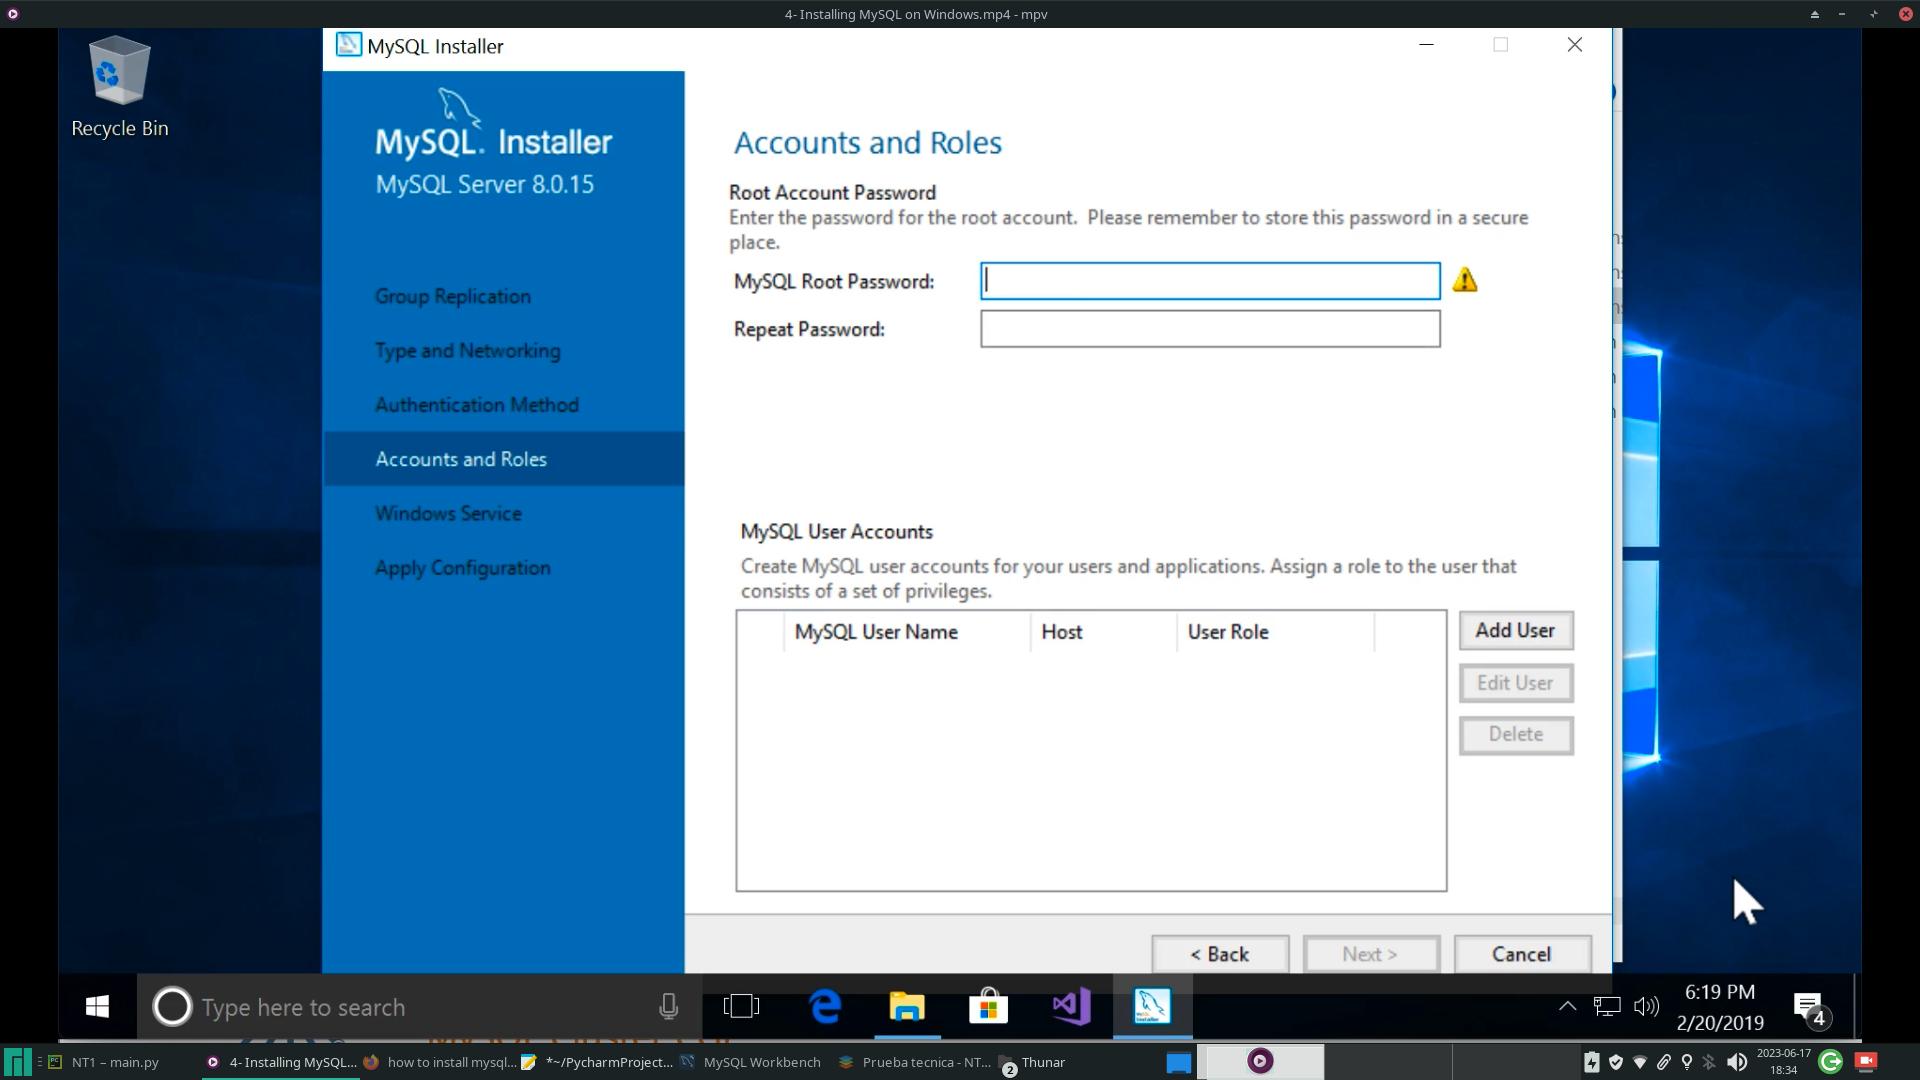 4- Installing MySQL on Windows.mp4 - mpv
Recycle Bin
MySQL Installer
MySQL. Installer
MySQL Server 8.0.15
Group Replication
Type and Networking
Authentication Method
Accounts and Roles
Windows Service
Apply Configuration
Accounts and Roles
Root Account Password
Enter the password for the root account.  Please remember to store this password in a secure
place.
MySQL Root Password:
Repeat Password:
MySQL User Accounts
Create MySQL user accounts for your users and applications. Assign a role to the user that
consists of a set of privileges.
MySQL User Name Host User Role
Add User
Edit User
Delete
< Back Next > Cancel
Type here to search
6:19 PM
2/20/2019
4
NT1 – main.py
4- Installing MySQL...
how to install mysql...
*~/PycharmProject...
MySQL Workbench
Prueba tecnica - NT...
2
Thunar
2023-06-17
18:34